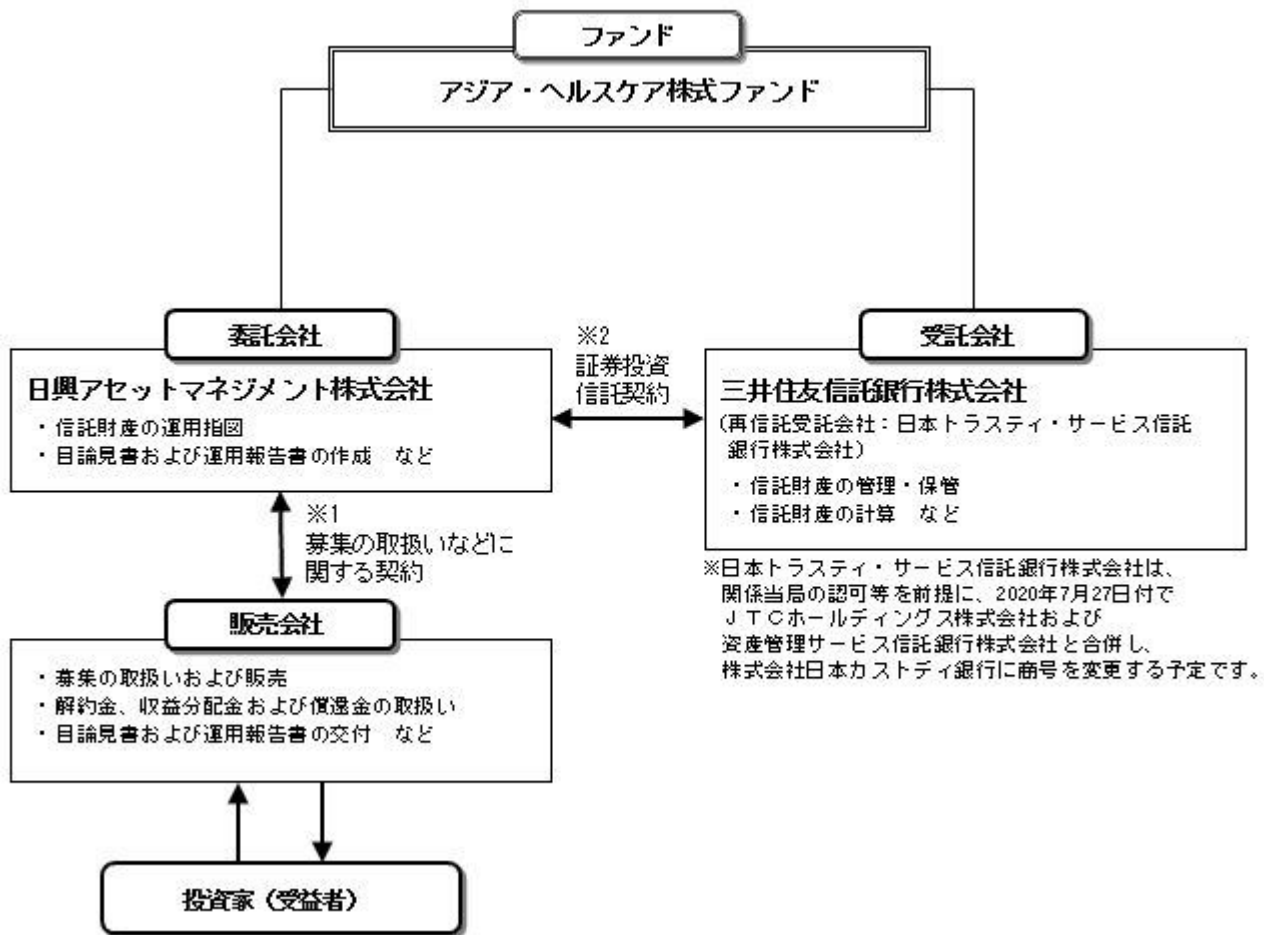 ファンド
アジア・ヘルスケア株式ファンド
委託会社
日興アセットマネジメント株式会社
・信託財産の運用指図
・目論見書および運用報告書の作成 など
※2
証券投資
信託契約
受託会社
三井住友信託銀行株式会社
(再信託受託会社:日本トラスティ・サービス信託
銀行株式会社)
・信託財産の管理・保管
・信託財産の計算 など
※1
募集の取扱いなどに
関する契約
※日本トラスティ・サービス信託銀行株式会社は、
関係当局の認可等を前提に、2020年7月27日付で
JTCホールディングス株式会社および
資産管理サービス信託銀行株式会社と合併し、
株式会社日本カストディ銀行に商号を変更する予定です。
販売会社
・募集の取扱いおよび販売
・解約金、収益分配金および償還金の取扱い
・目論見書および運用報告書の交付 など
投資家(受益者)